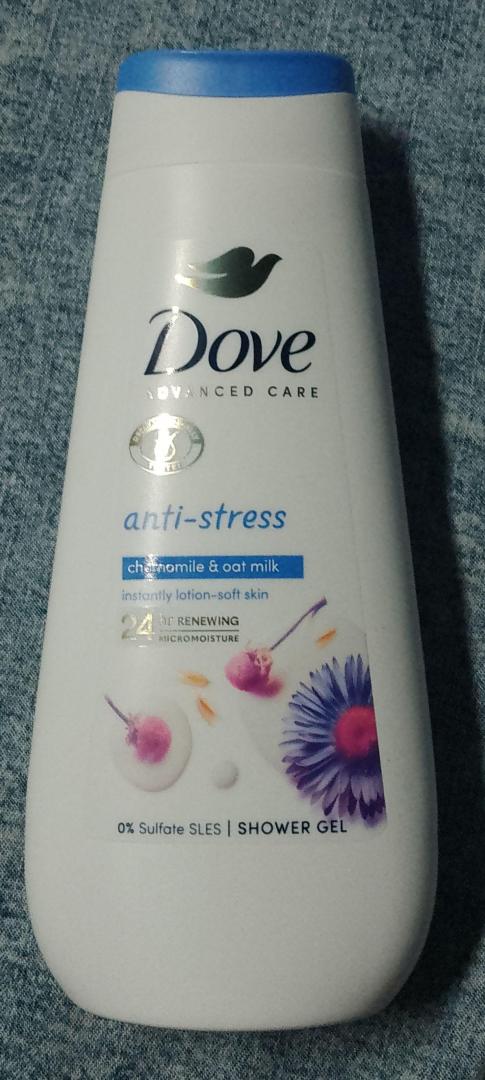 Dove
ADVANCED CARE
anti-stress
chamomile & oat milk
instantly lotion-soft skin
24 hr RENEWING
MICROMOISTURE
0% Sulfate SLES | SHOWER GEL